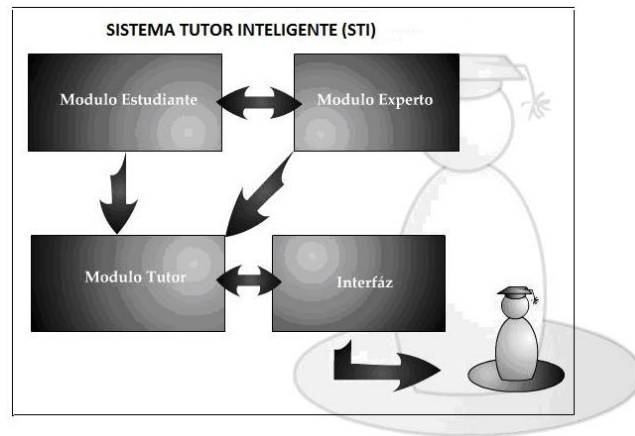 SISTEMA TUTOR INTELIGENTE (STI)
Modulo Estudiante
Modulo Experto
Modulo Tutor
Interfáz